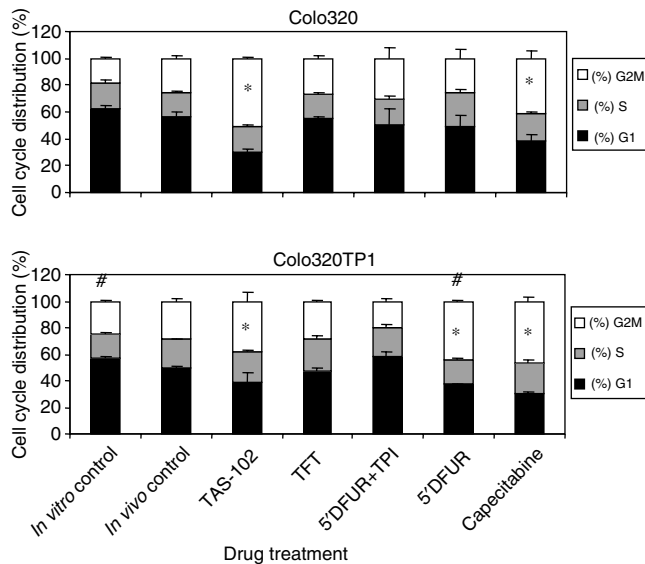 Colo320
Cell cycle distribution (%)
120
100
80
60
40
20
0
*
*
(%) G2M
(%) S
(%) G1
Colo320TP1
Cell cycle distribution (%)
120
100
80
60
40
20
0
#
#
*
*
*
(%) G2M
(%) S
(%) G1
In vitro control
In vivo control
TAS-102
TFT
5′DFUR+TPI
5′DFUR
Capecitabine
Drug treatment